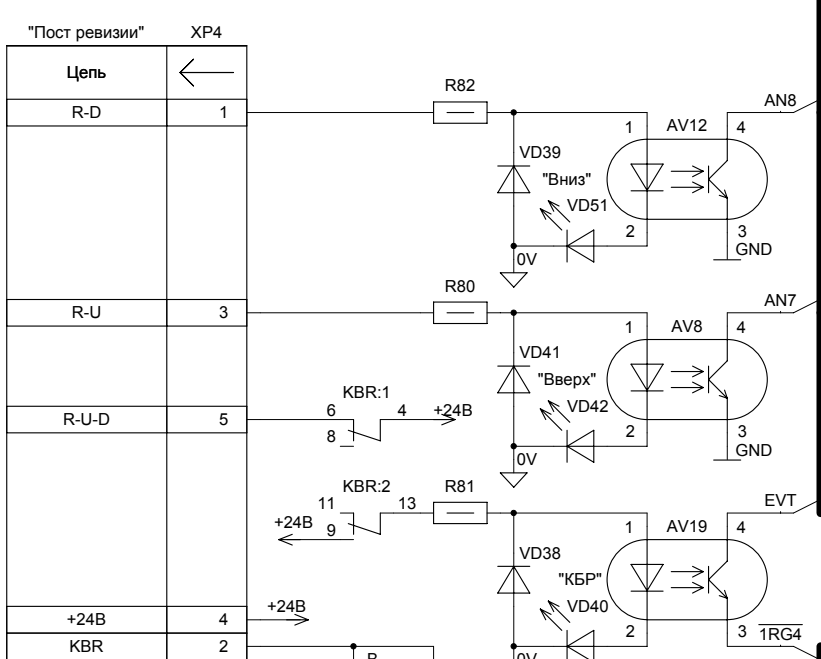 "Пост ревизии" XP4
Цепь
R82
R-D 1
AN8
1 AV12 4
VD39
"Вниз"
VD51
2 3
GND
0V
R80
R-U 3
AN7
1 AV8 4
VD41
"Вверх"
KBR:1
VD42
R-U-D 5 6 4 +24В
8
2 3
GND
0V
KBR:2 R81
11 13
EVT
+24В 9
1 AV19 4
VD38
"КБР"
VD40
+24В 4 +24В
2 3 1RG4
KBR 2
0V